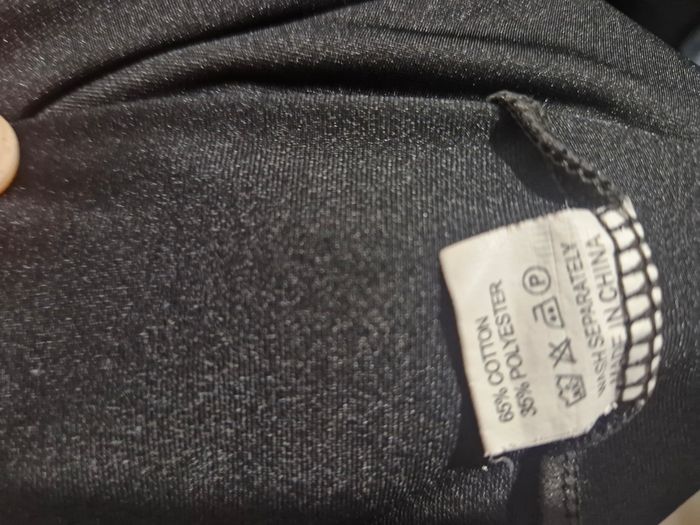 65% COTTON
35% POLYESTER
P
WASH SEPARATELY
MADE IN CHINA